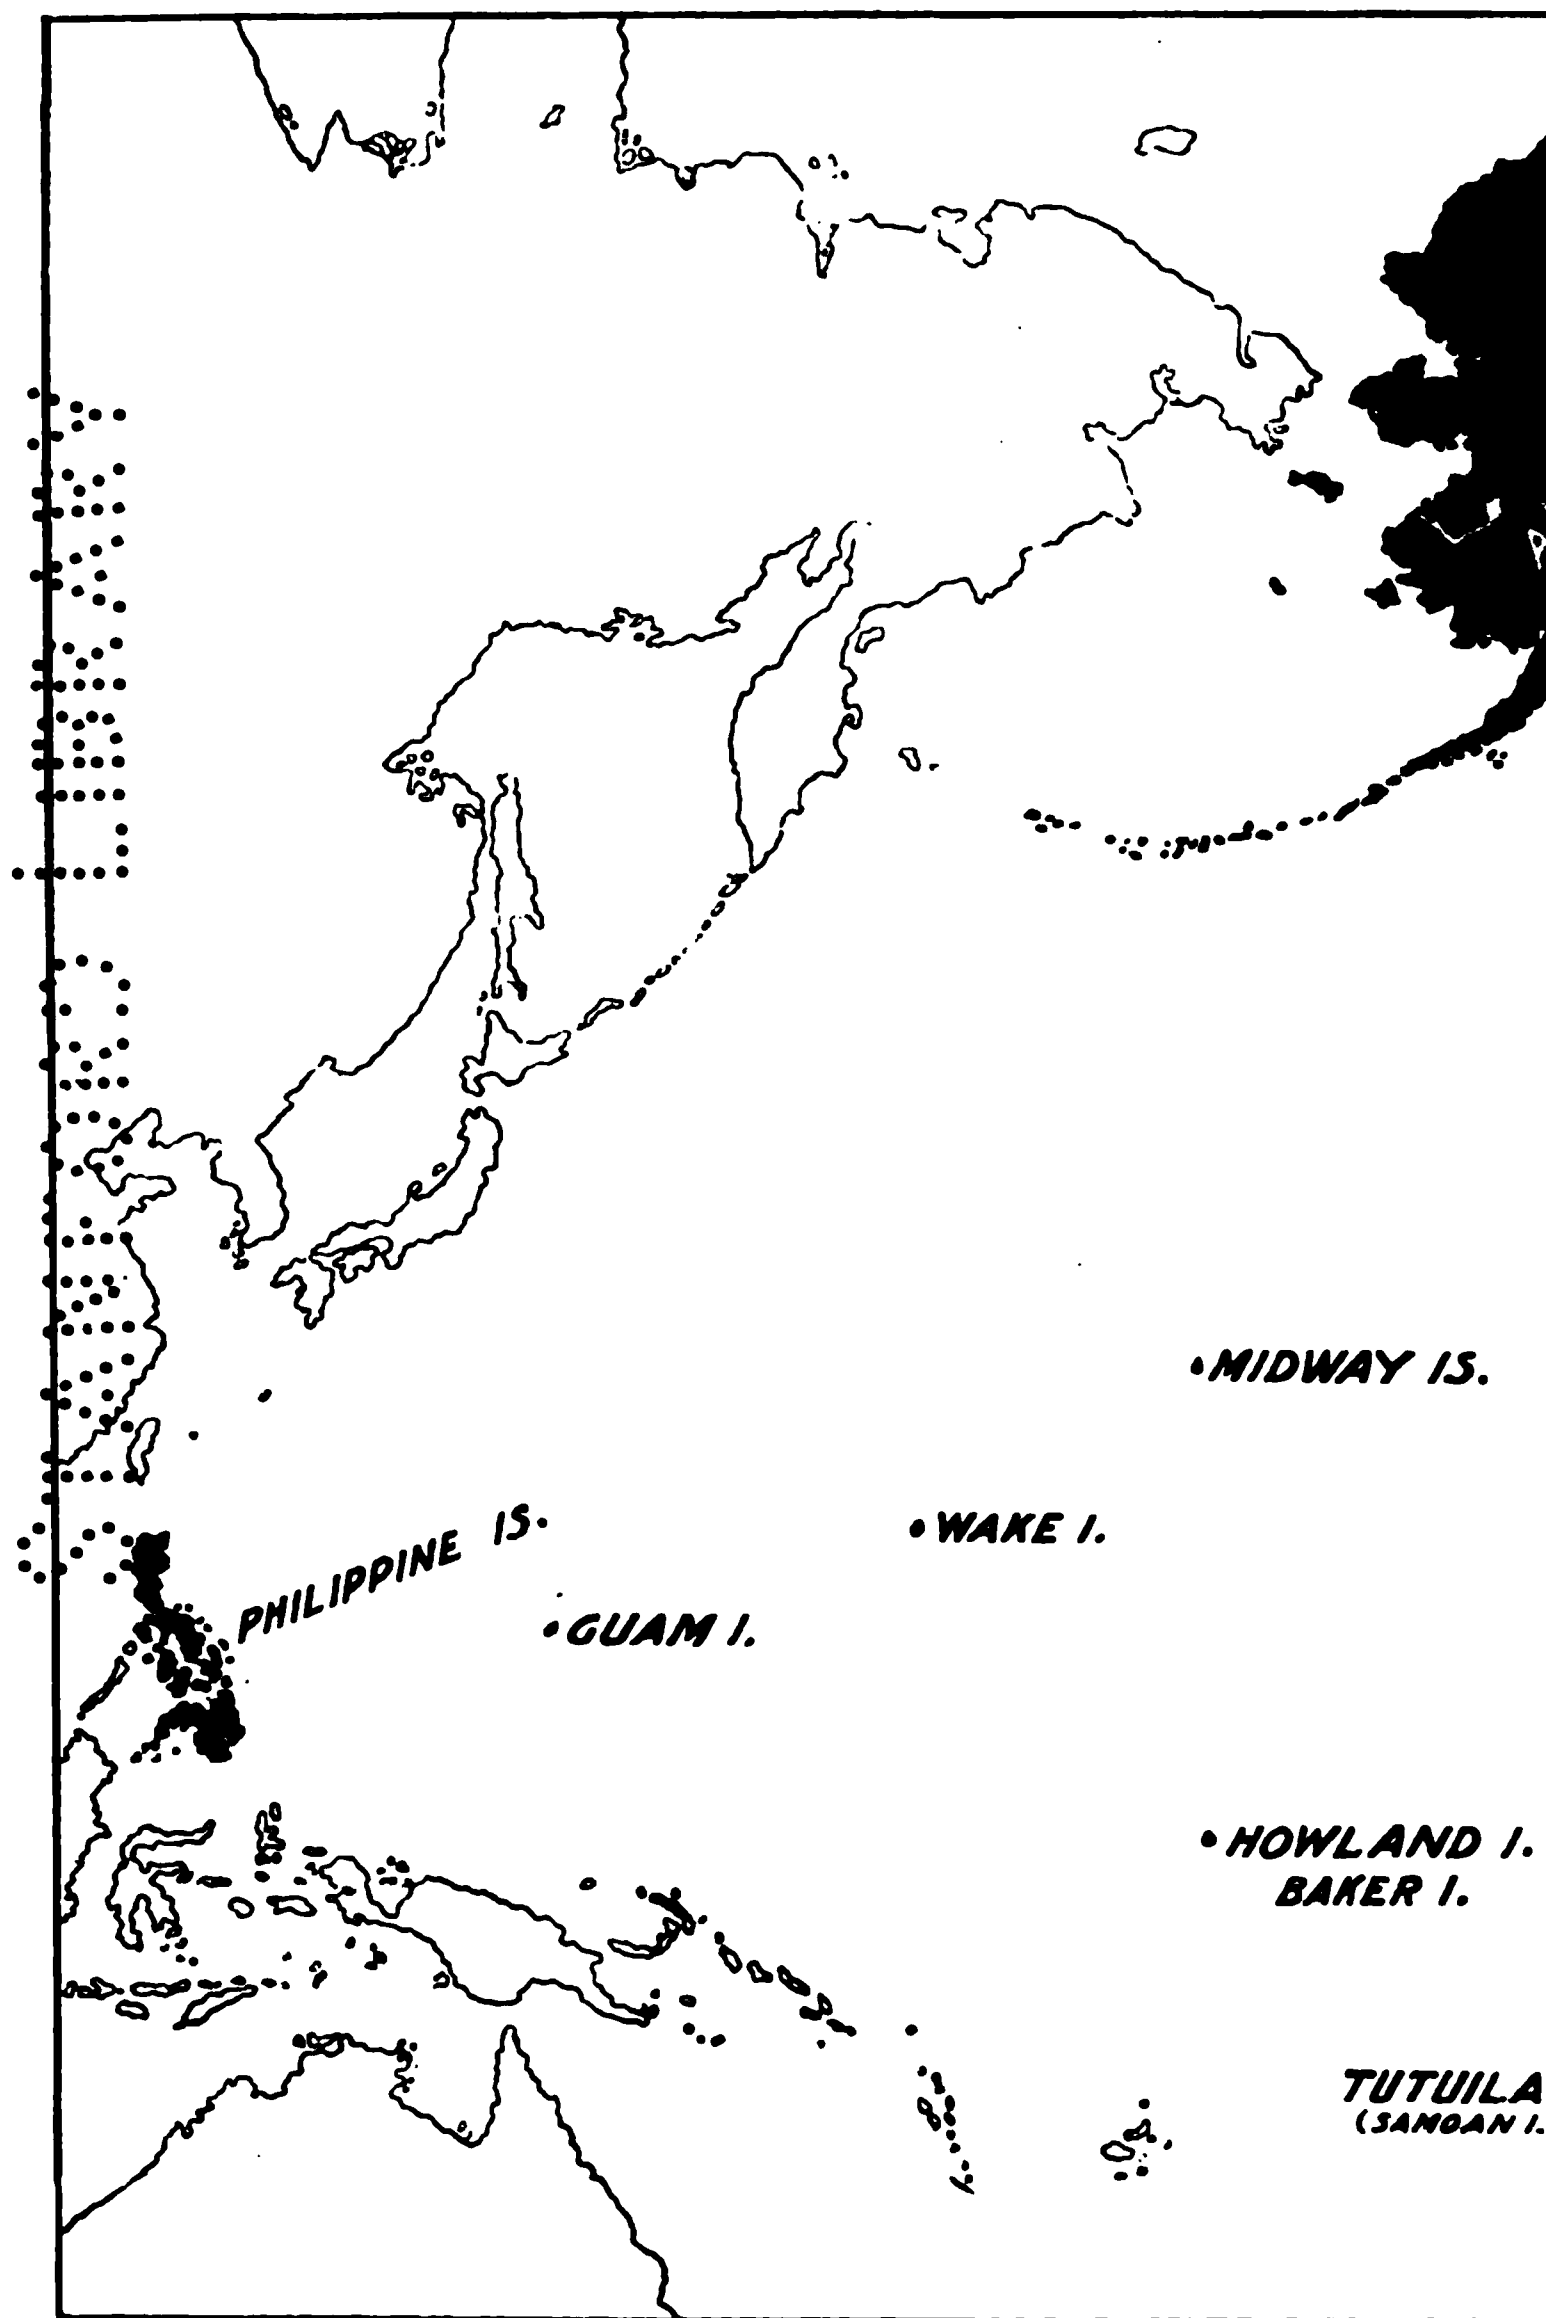 MIDWAY IS.
WAKE I.
PHILIPPINE IS.
GUAM I.
HOWLAND I.
BAKER I.
TUTUILA
(SAMOAN I.